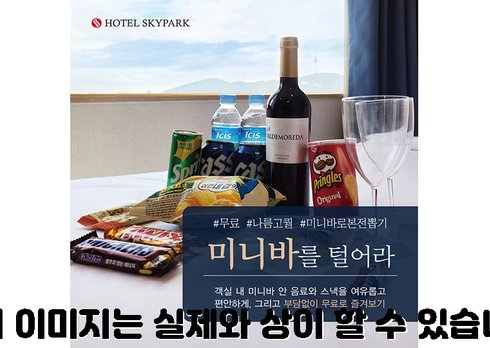 HOTEL SKYPARK
ICIS
ICIS
VALDEMOREDA
Pringles
Original
#무료 #나름고퀄 #미니바로본전뽑기
미니바를 털어라
객실 내 미니바 안 음료와 스낵을 여유롭고
편안하게, 그리고 부담없이 무료로 즐겨보기
이미지는 실제와 상이 할 수 있습니